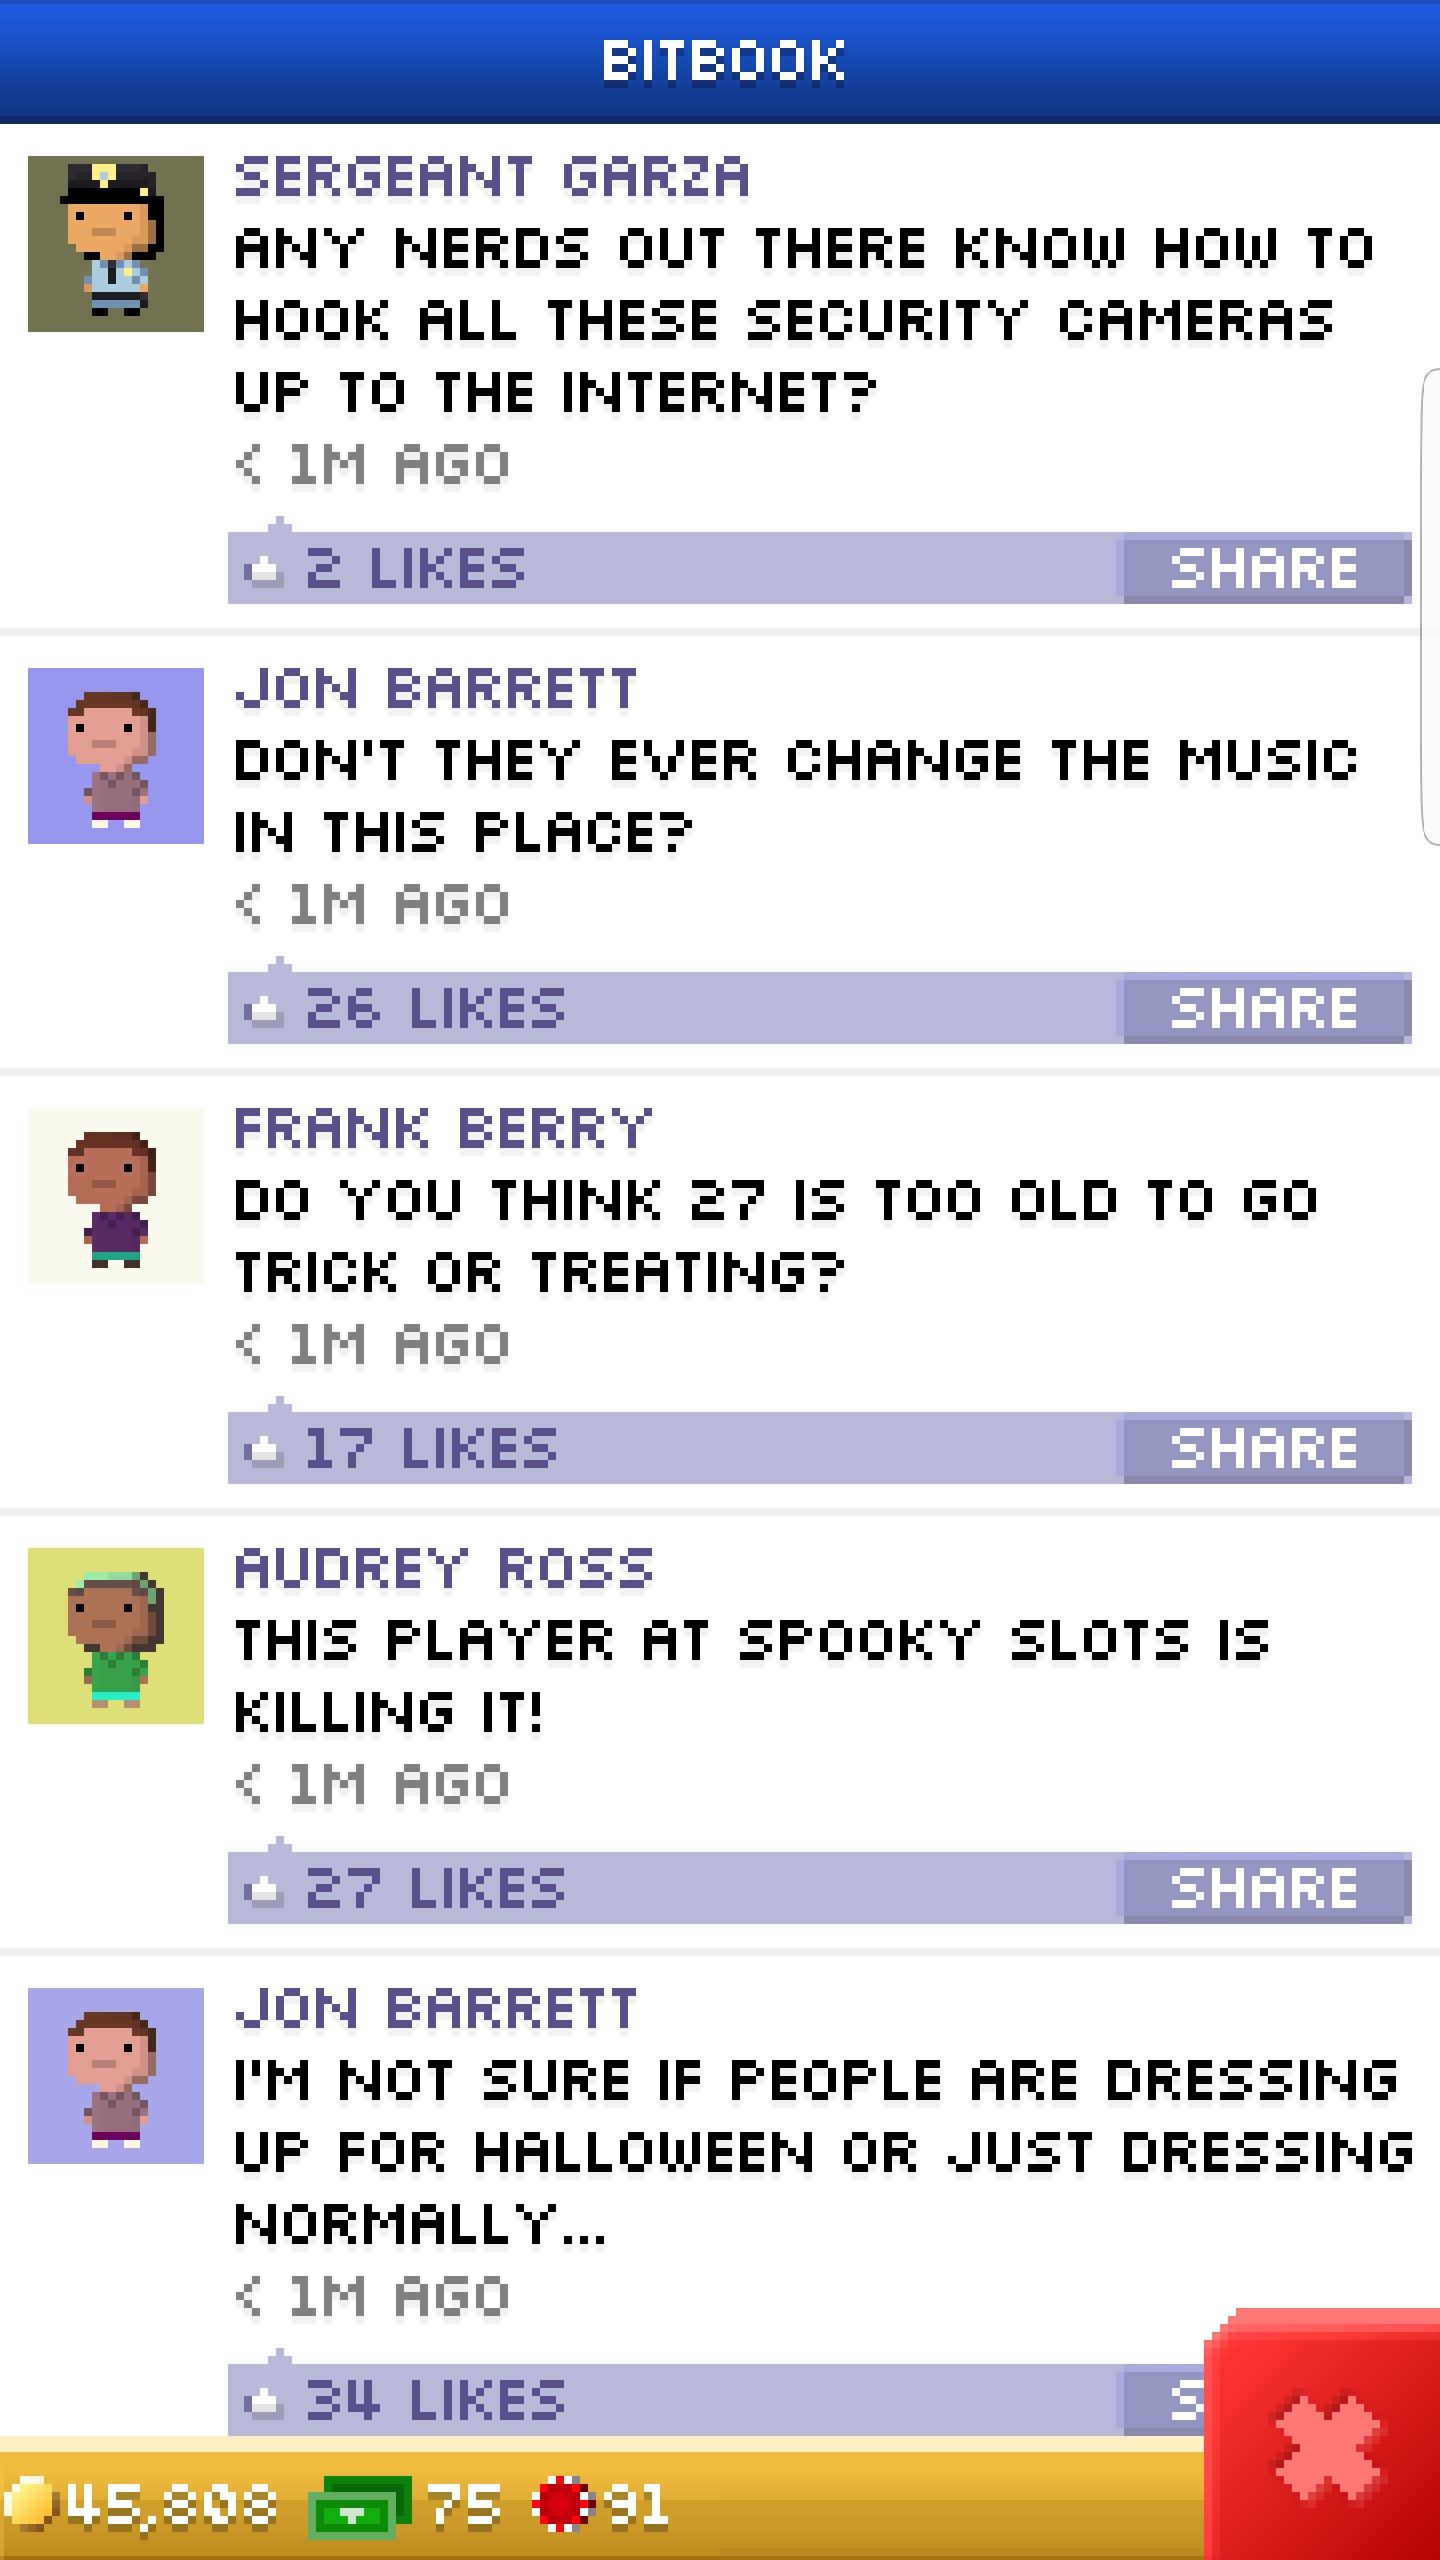 BITBOOK
SERGEANT GARZA
ANY NERDS OUT THERE KNOW HOW TO
HOOK ALL THESE SECURITY CAMERAS
UP TO THE INTERNET?
< 1M AGO
2 LIKES SHARE
JON BARRETT
DON'T THEY EVER CHANGE THE MUSIC
IN THIS PLACE?
< 1M AGO
26 LIKES SHARE
FRANK BERRY
DO YOU THINK 27 IS TOO OLD TO GO
TRICK OR TREATING?
< 1M AGO
17 LIKES SHARE
AUDREY ROSS
THIS PLAYER AT SPOOKY SLOTS IS
KILLING IT!
< 1M AGO
27 LIKES SHARE
JON BARRETT
I'M NOT SURE IF PEOPLE ARE DRESSING
UP FOR HALLOWEEN OR JUST DRESSING
NORMALLY...
< 1M AGO
34 LIKES S
45,808 75 91